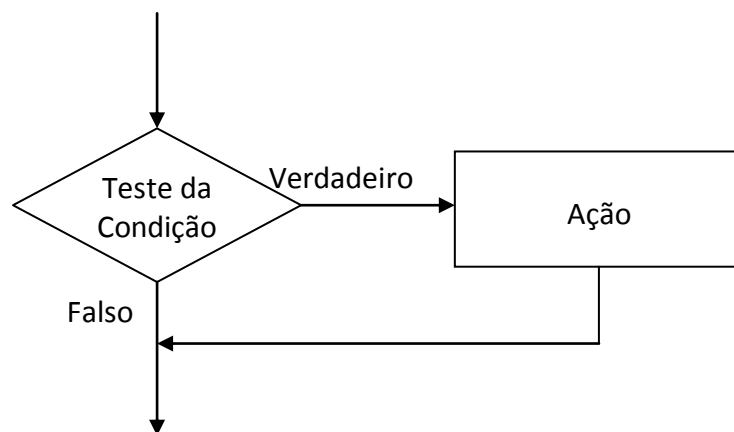 Teste da
Condição
Verdadeiro
Ação
Falso